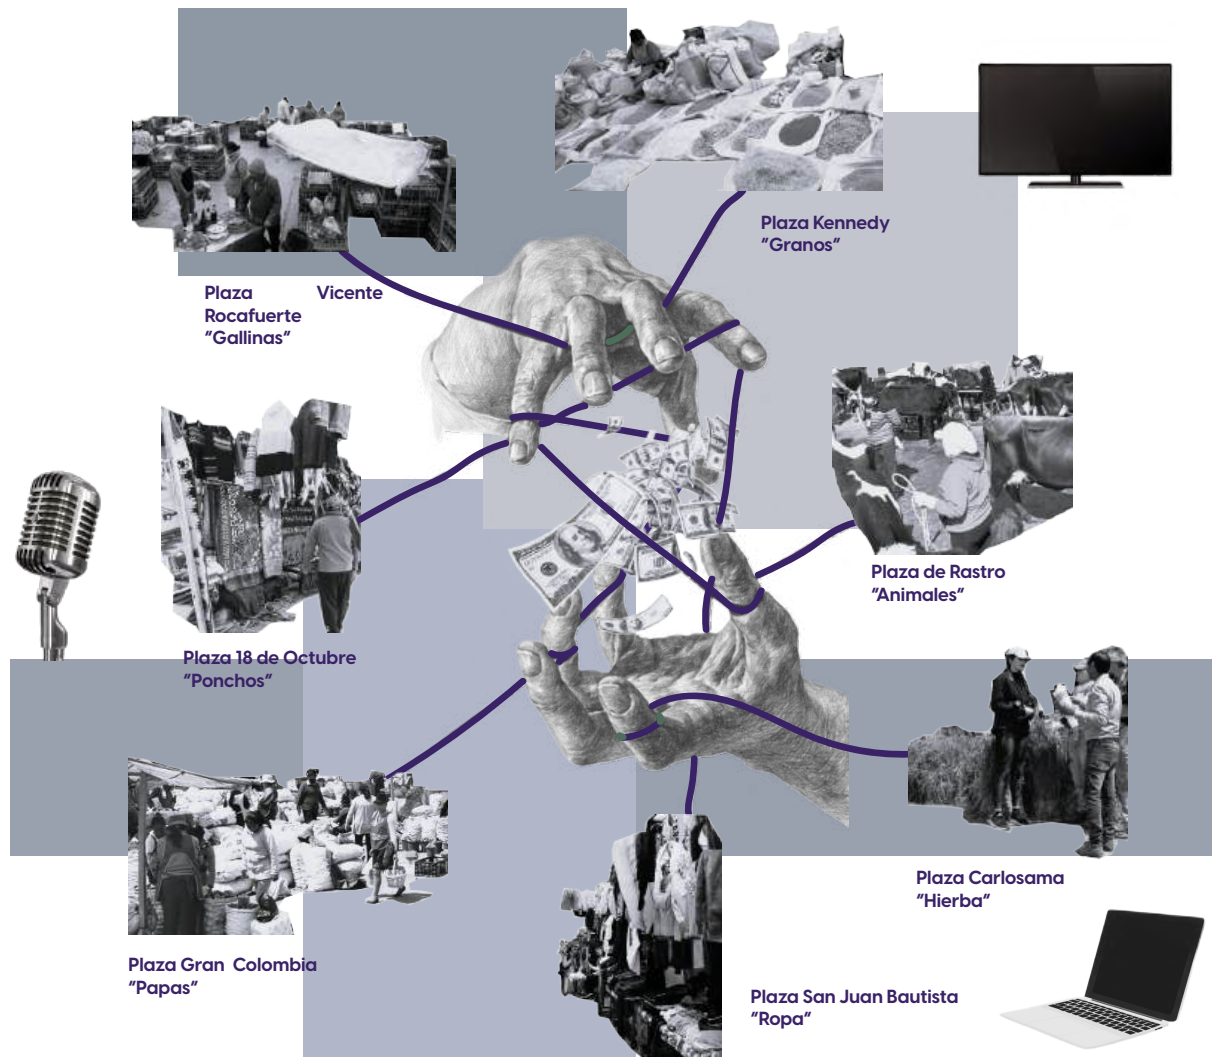 Plaza Kennedy
"Granos"
Plaza Vicente
Rocafuerte
"Gallinas"
Plaza de Rastro
"Animales"
Plaza 18 de Octubre
"Ponchos"
Plaza Carlosama
"Hierba"
Plaza Gran Colombia
"Papas"
Plaza San Juan Bautista
"Ropa"